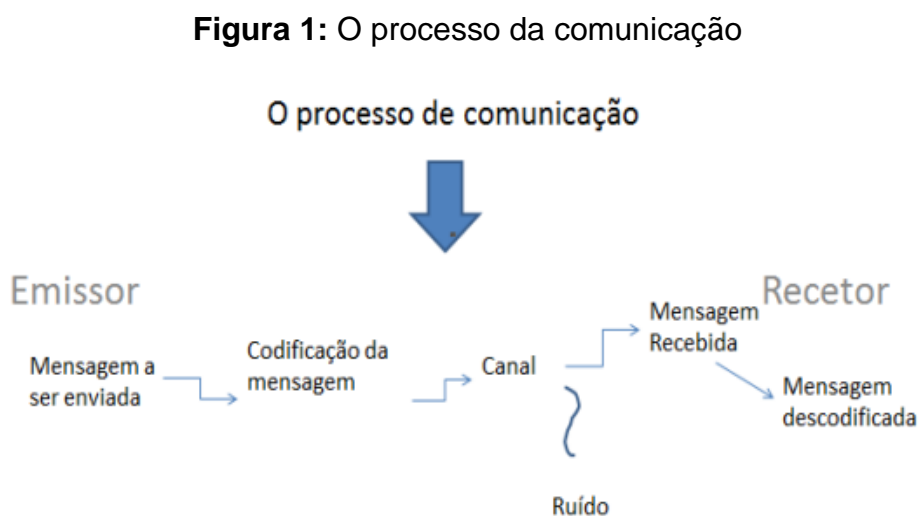 Figura 1: O processo da comunicação
O processo de comunicação
Emissor
Recetor
Mensagem a
ser enviada
Codificação da
mensagem
Canal
Mensagem
Recebida
Mensagem
descodificada
Ruído